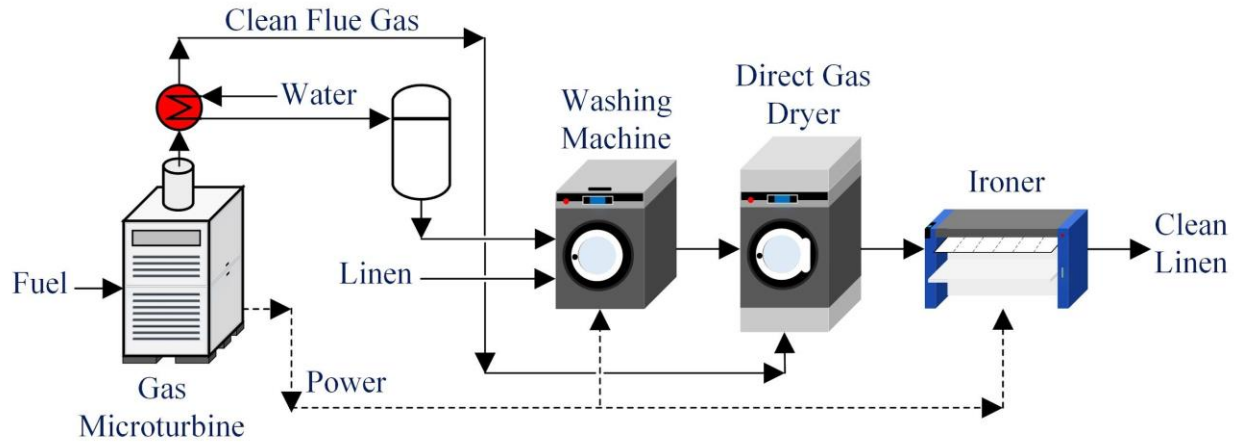 Clean Flue Gas
Water
Washing
Machine
Direct Gas
Dryer
Ironer
Clean
Linen
Fuel
Linen
Power
Gas
Microturbine